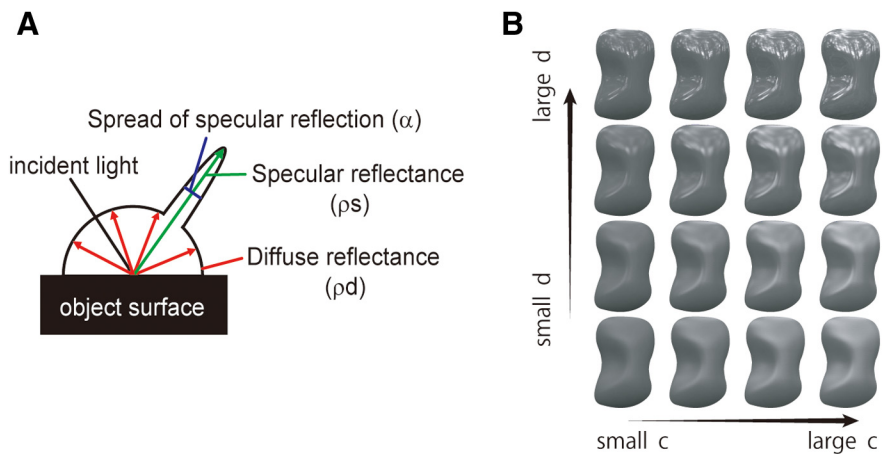 A
Spread of specular reflection (α)
incident light
Specular reflectance
(ρs)
Diffuse reflectance
(ρd)
object surface
B
large d
small d
small c
large c